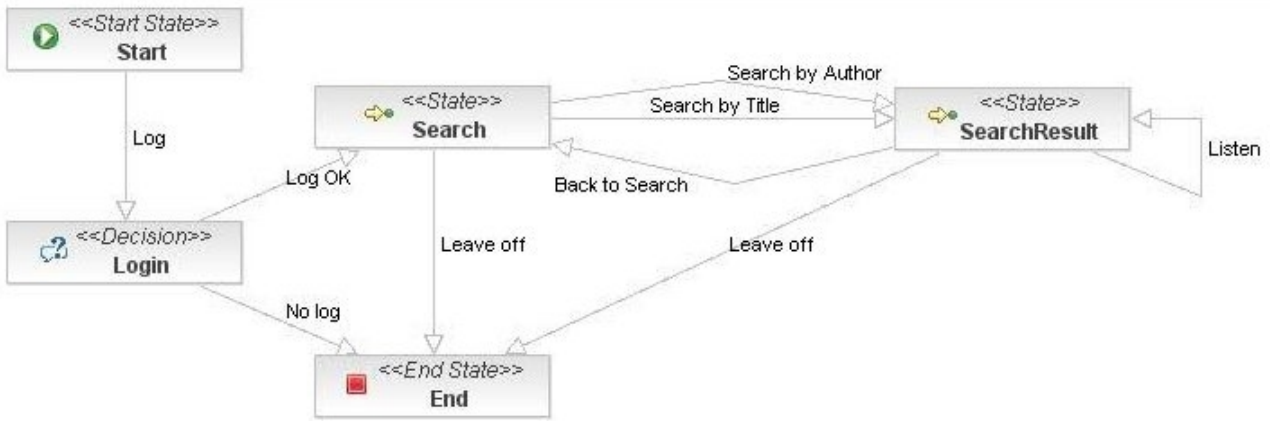 <<Start State>>
Start
Log
<<State>>
Search
Search by Author
Search by Title
<<State>>
SearchResult
Listen
Log OK
Back to Search
<<Decision>>
Login
Leave off
Leave off
No log
<<End State>>
End